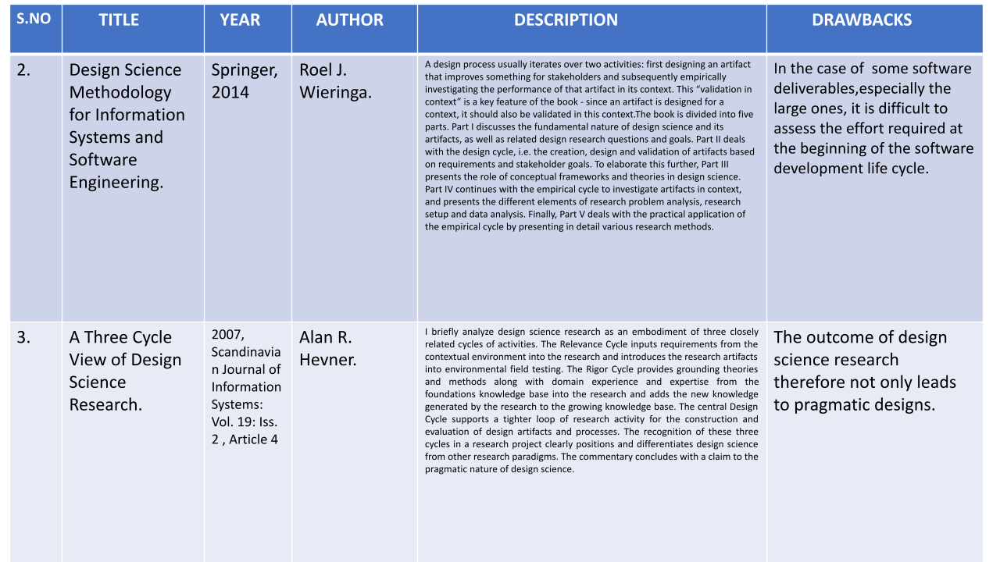 S.NO
TITLE
YEAR
AUTHOR
DESCRIPTION
DRAWBACKS
2.
Design Science
Methodology
for Information
Systems and
Software
Engineering.
Springer,
2014
Roel J.
Wieringa.
A design process usually iterates over two activities: first designing an artifact
that improves something for stakeholders and subsequently empirically
investigating the performance of that artifact in its context. This “validation in
context” is a key feature of the book - since an artifact is designed for a
context, it should also be validated in this context.The book is divided into five
parts. Part I discusses the fundamental nature of design science and its
artifacts, as well as related design research questions and goals. Part II deals
with the design cycle, i.e. the creation, design and validation of artifacts based
on requirements and stakeholder goals. To elaborate this further, Part III
presents the role of conceptual frameworks and theories in design science.
Part IV continues with the empirical cycle to investigate artifacts in context,
and presents the different elements of research problem analysis, research
setup and data analysis. Finally, Part V deals with the practical application of
the empirical cycle by presenting in detail various research methods.
In the case of  some software
deliverables,especially the
large ones, it is difficult to
assess the effort required at
the beginning of the software
development life cycle.
3.
A Three Cycle
View of Design
Science
Research.
2007,
Scandinavia
n Journal of
Information
Systems:
Vol. 19: Iss.
2 , Article 4
Alan R.
Hevner.
I briefly analyze design science research as an embodiment of three closely
related cycles of activities. The Relevance Cycle inputs requirements from the
contextual environment into the research and introduces the research artifacts
into environmental field testing. The Rigor Cycle provides grounding theories
and methods along with domain experience and expertise from the
foundations knowledge base into the research and adds the new knowledge
generated by the research to the growing knowledge base. The central Design
Cycle supports a tighter loop of research activity for the construction and
evaluation of design artifacts and processes. The recognition of these three
cycles in a research project clearly positions and differentiates design science
from other research paradigms. The commentary concludes with a claim to the
pragmatic nature of design science.
The outcome of design
science research
therefore not only leads
to pragmatic designs.